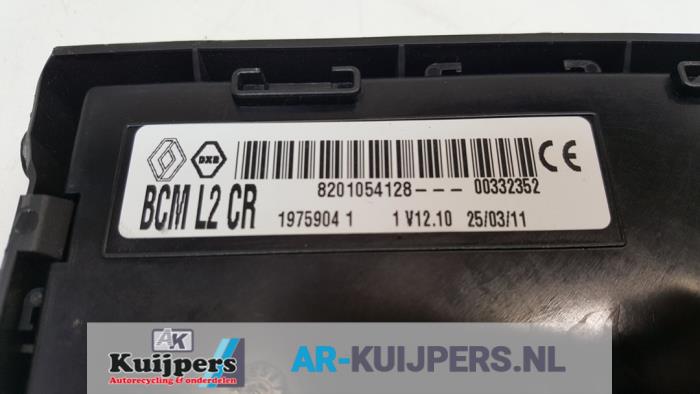 DXB
8201054128--- 00332352
BCM L2 CR
1975904 1 1 V12.10 25/03/11
CE
AK
Kuijpers
Autorecycling & onderdelen
AR-KUIJPERS.NL